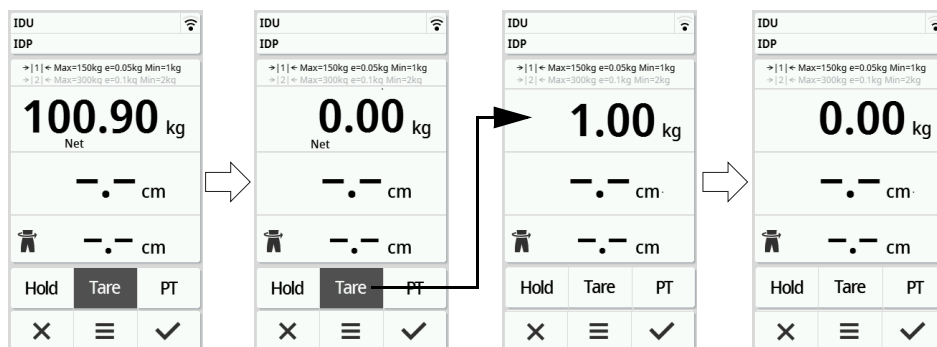 IDU
IDP
→|1|← Max=150kg e=0.05kg Min=1kg
→|2|← Max=300kg e=0.1kg Min=2kg
100.90 kg
Net
–.– cm
–.– cm
Hold Tare PT
IDU
IDP
→|1|← Max=150kg e=0.05kg Min=1kg
→|2|← Max=300kg e=0.1kg Min=2kg
0.00 kg
Net
–.– cm
–.– cm
Hold Tare PT
IDU
IDP
→|1|← Max=150kg e=0.05kg Min=1kg
→|2|← Max=300kg e=0.1kg Min=2kg
1.00 kg
–.– cm
–.– cm
Hold Tare PT
IDU
IDP
→|1|← Max=150kg e=0.05kg Min=1kg
→|2|← Max=300kg e=0.1kg Min=2kg
0.00 kg
–.– cm
–.– cm
Hold Tare PT